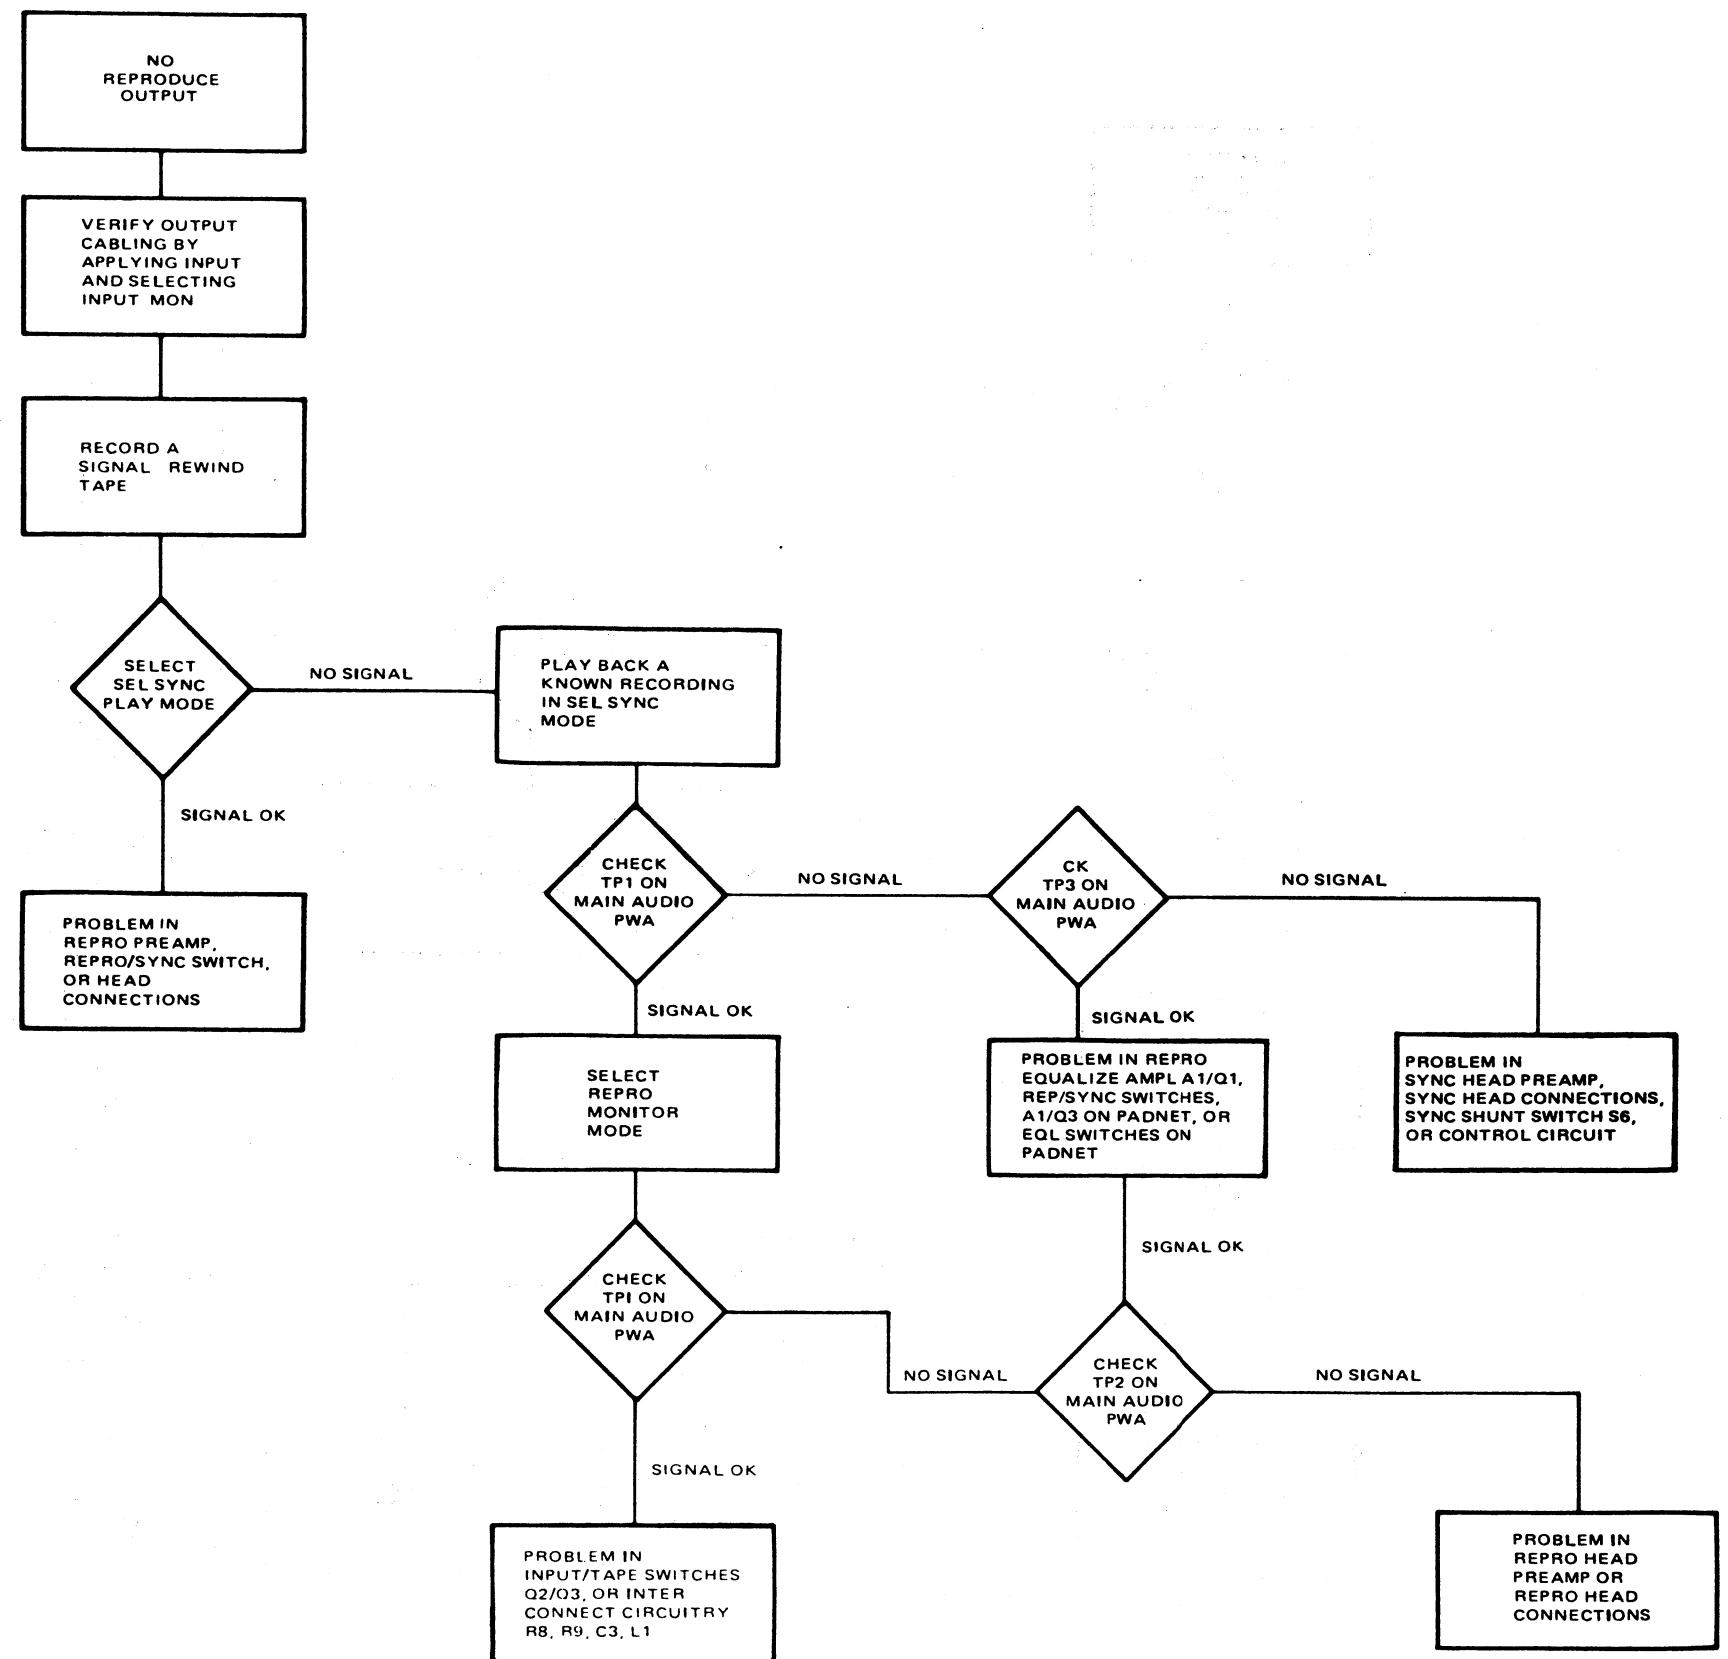 NO
REPRODUCE
OUTPUT
VERIFY OUTPUT
CABLING BY
APPLYING INPUT
AND SELECTING
INPUT MON
RECORD A
SIGNAL REWIND
TAPE
SELECT
SEL SYNC
PLAY MODE
NO SIGNAL
PLAY BACK A
KNOWN RECORDING
IN SEL SYNC
MODE
SIGNAL OK
PROBLEM IN
REPRO PREAMP,
REPRO/SYNC SWITCH,
OR HEAD
CONNECTIONS
CHECK
TP1 ON
MAIN AUDIO
PWA
NO SIGNAL
CK
TP3 ON
MAIN AUDIO
PWA
NO SIGNAL
SIGNAL OK
SELECT
REPRO
MONITOR
MODE
SIGNAL OK
PROBLEM IN REPRO
EQUALIZE AMPL A1/Q1,
REP/SYNC SWITCHES,
A1/Q3 ON PADNET, OR
EQL SWITCHES ON
PADNET
PROBLEM IN
SYNC HEAD PREAMP,
SYNC HEAD CONNECTIONS,
SYNC SHUNT SWITCH S6,
OR CONTROL CIRCUIT
SIGNAL OK
CHECK
TPI ON
MAIN AUDIO
PWA
NO SIGNAL
CHECK
TP2 ON
MAIN AUDIO
PWA
NO SIGNAL
SIGNAL OK
PROBLEM IN
INPUT/TAPE SWITCHES
Q2/Q3, OR INTER
CONNECT CIRCUITRY
R8, R9, C3, L1
PROBLEM IN
REPRO HEAD
PREAMP OR
REPRO HEAD
CONNECTIONS